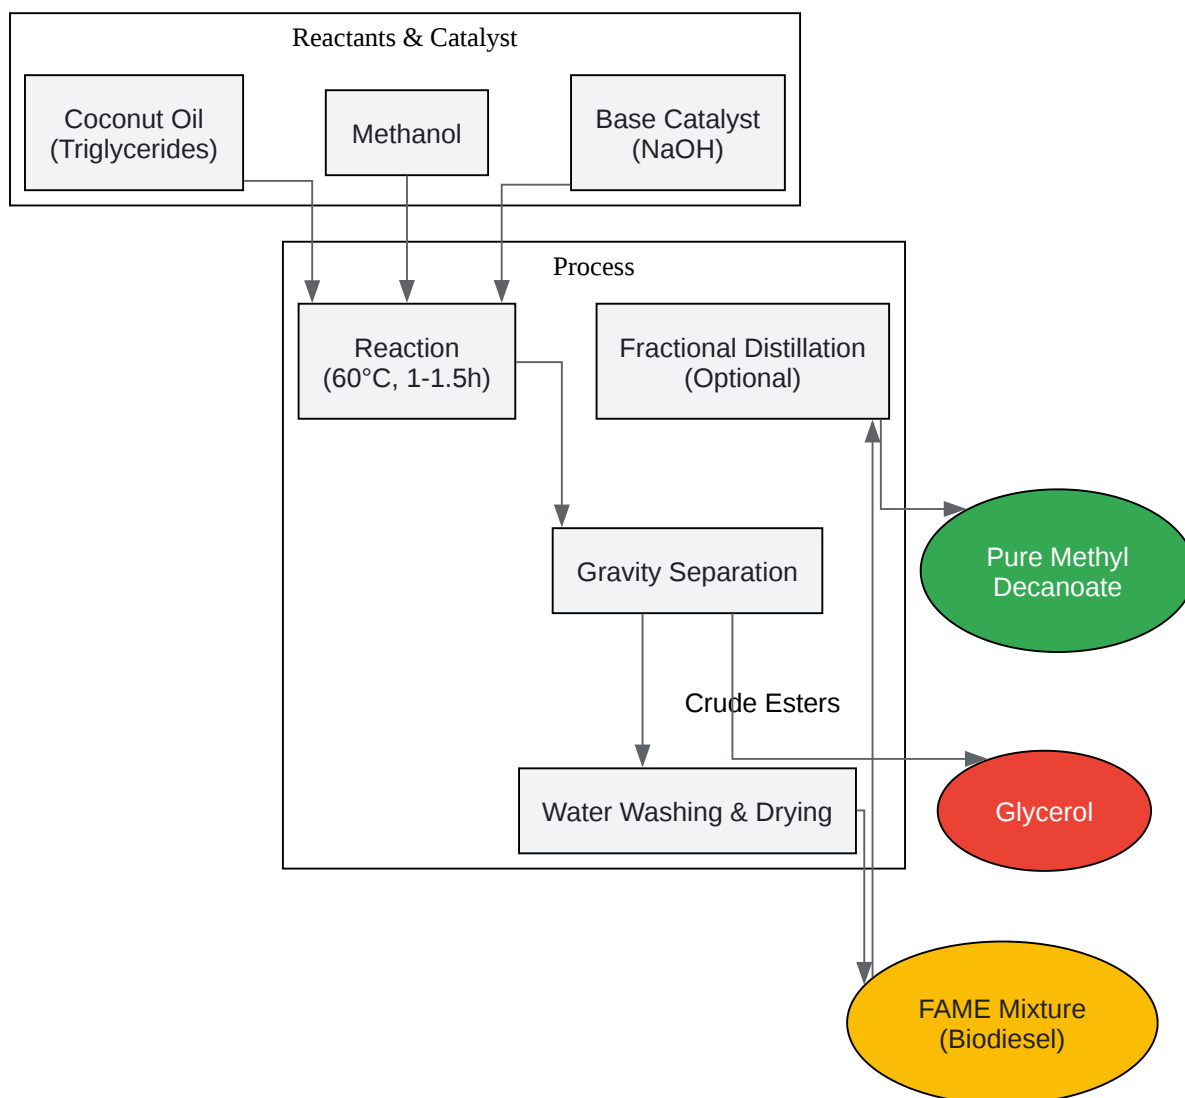 Reactants & Catalyst
Coconut Oil
(Triglycerides)
Methanol
Base Catalyst
(NaOH)
Process
Reaction
(60°C, 1-1.5h)
Fractional Distillation
(Optional)
Gravity Separation
Pure Methyl
Decanoate
Crude Esters
Water Washing & Drying
Glycerol
FAME Mixture
(Biodiesel)